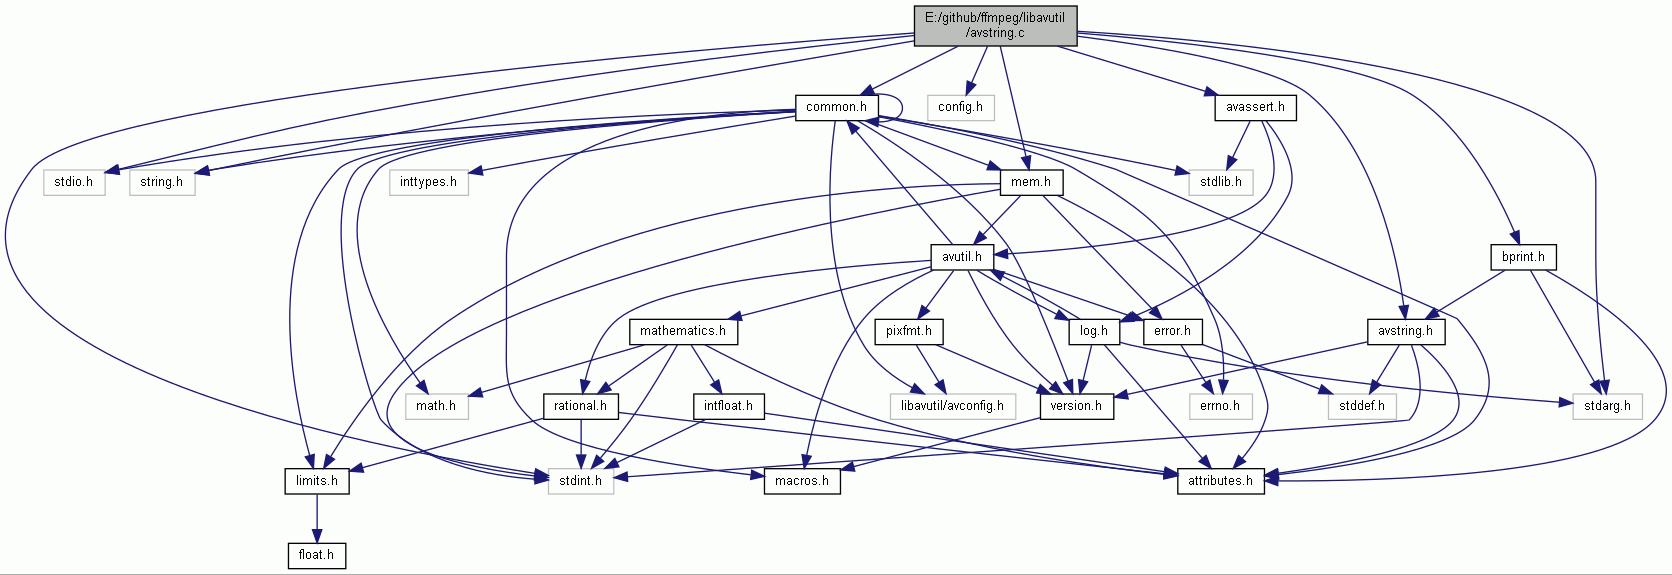 E:/github/ffmpeg/libavutil
/avstring.c
common.h
config.h
avassert.h
stdio.h
string.h
inttypes.h
mem.h
stdlib.h
avutil.h
bprint.h
mathematics.h
pixfmt.h
log.h
error.h
avstring.h
math.h
rational.h
intfloat.h
libavutil/avconfig.h
version.h
errno.h
stddef.h
stdarg.h
limits.h
stdint.h
macros.h
attributes.h
float.h